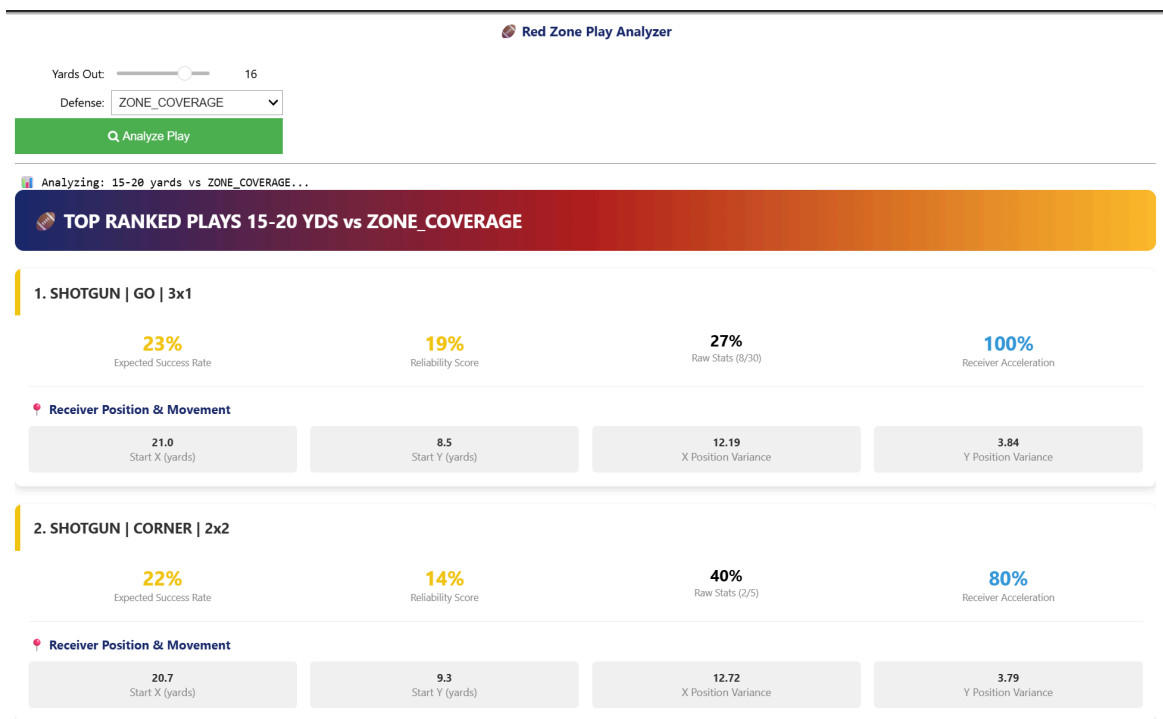 🏈 Red Zone Play Analyzer
Yards Out: 16
Defense: ZONE_COVERAGE
Analyze Play
📊 Analyzing: 15-20 yards vs ZONE_COVERAGE...
🏈 TOP RANKED PLAYS 15-20 YDS vs ZONE_COVERAGE
1. SHOTGUN | GO | 3x1
23% 19% 27% 100%
Expected Success Rate Reliability Score Raw Stats (8/30) Receiver Acceleration
📍 Receiver Position & Movement
21.0 8.5 12.19 3.84
Start X (yards) Start Y (yards) X Position Variance Y Position Variance
2. SHOTGUN | CORNER | 2x2
22% 14% 40% 80%
Expected Success Rate Reliability Score Raw Stats (2/5) Receiver Acceleration
📍 Receiver Position & Movement
20.7 9.3 12.72 3.79
Start X (yards) Start Y (yards) X Position Variance Y Position Variance